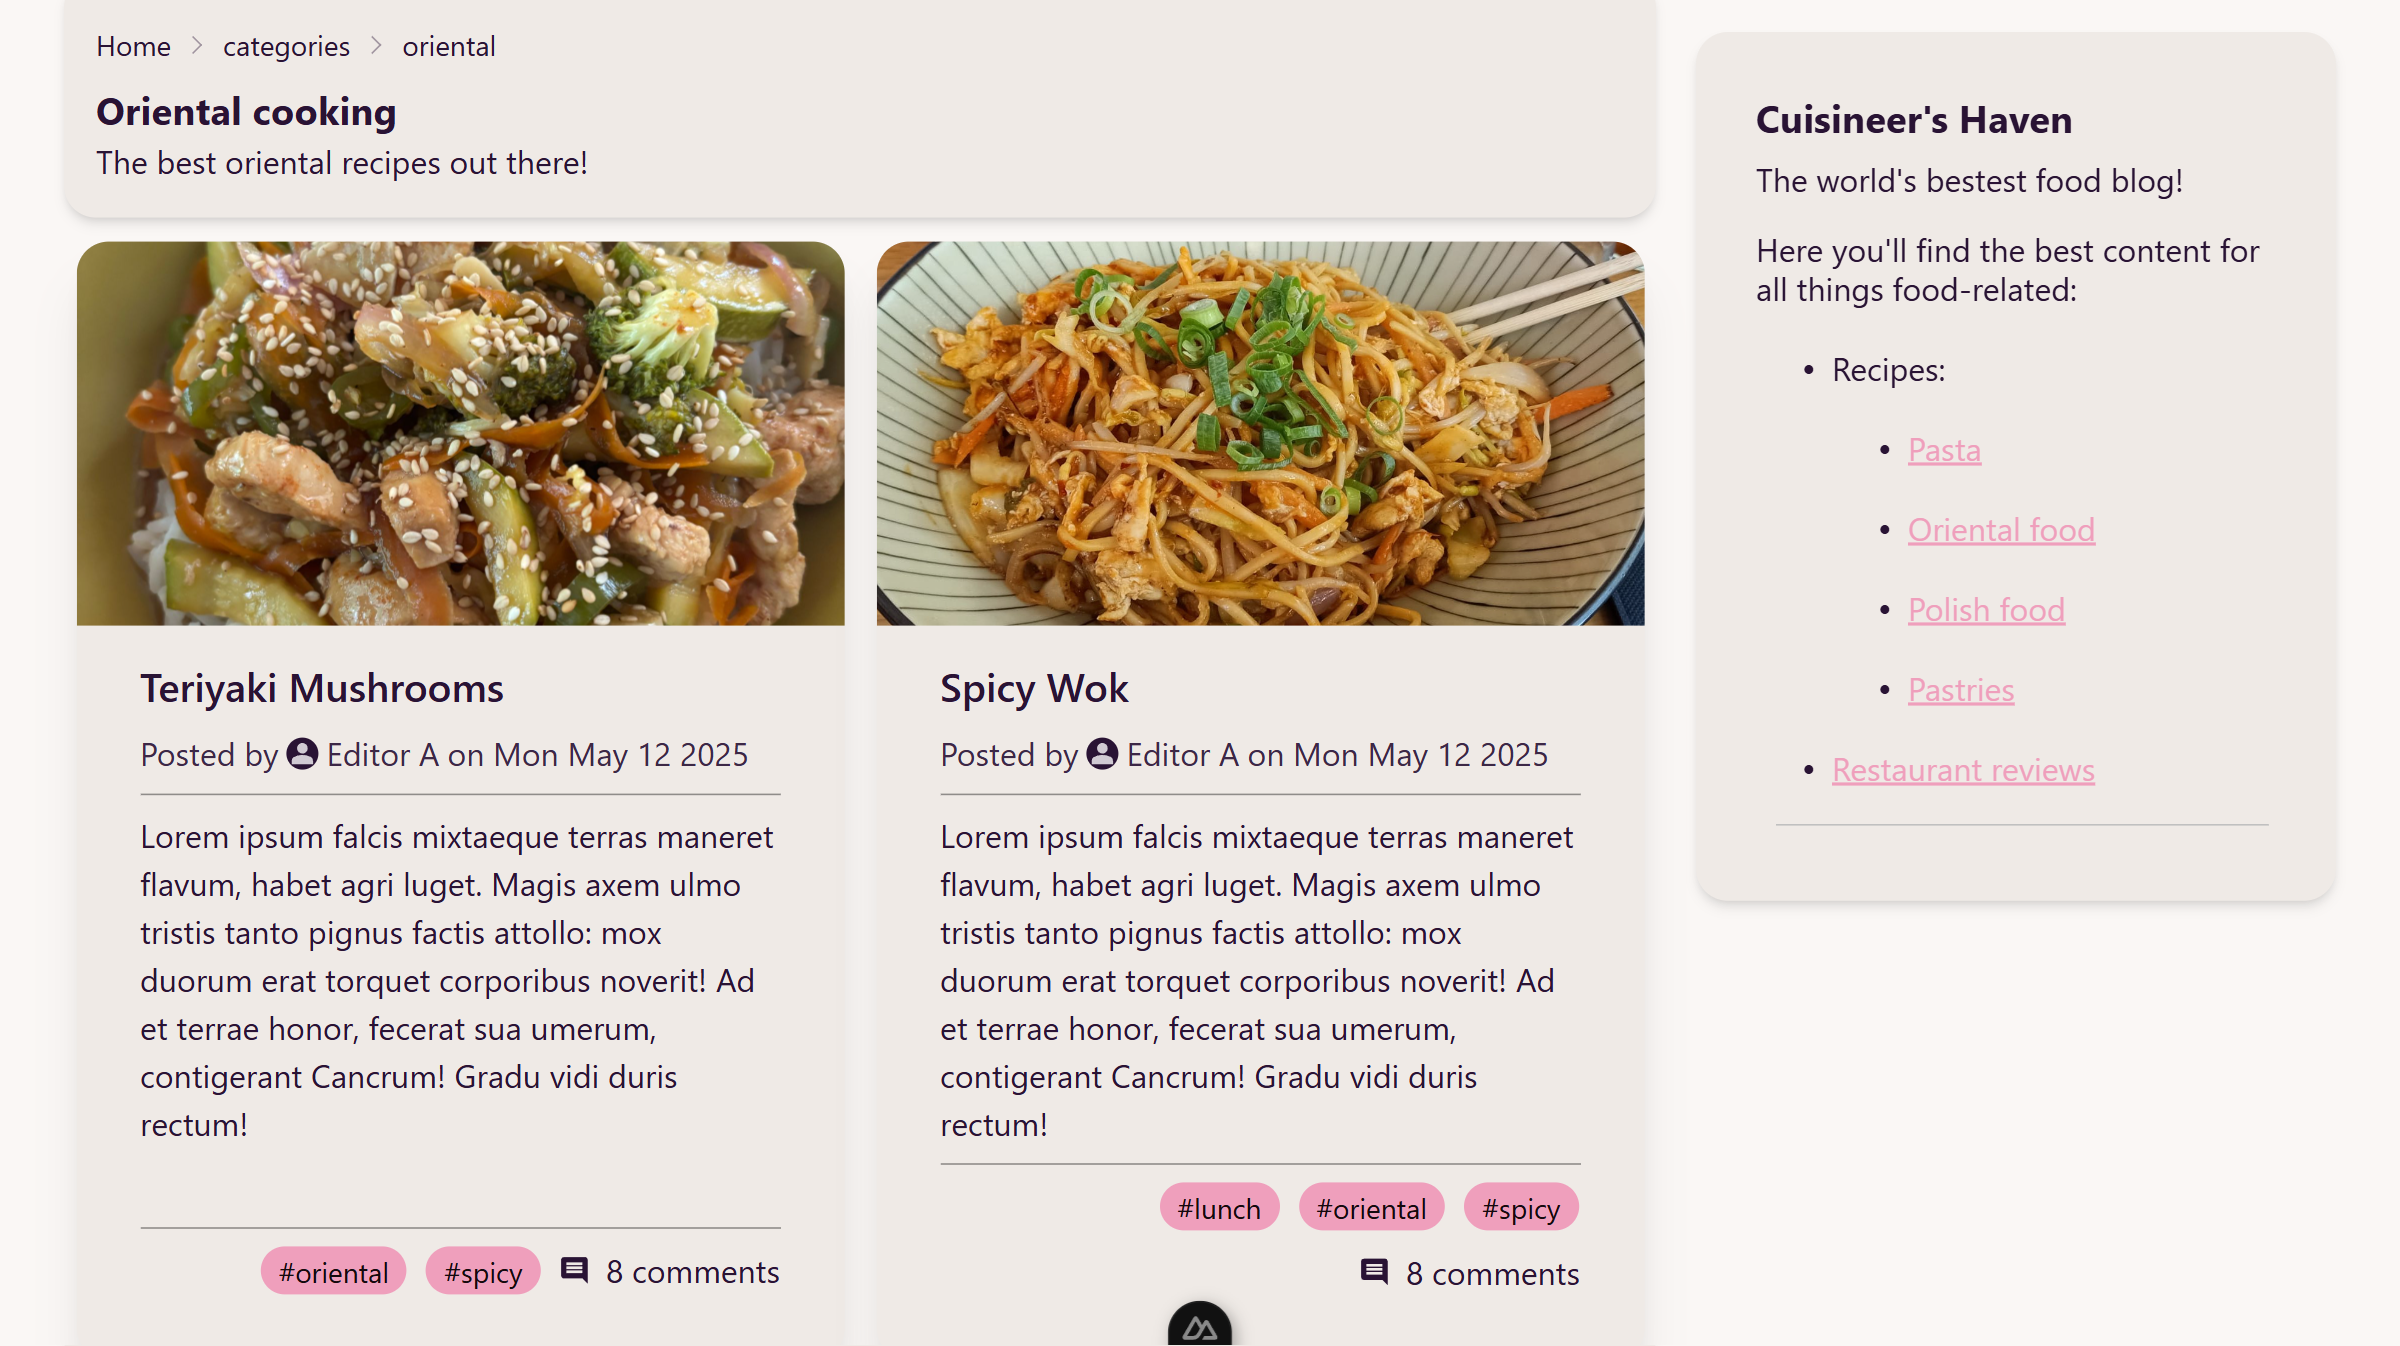 Home > categories > oriental
Oriental cooking
The best oriental recipes out there!
Teriyaki Mushrooms
Posted by Editor A on Mon May 12 2025
Lorem ipsum falcis mixtaeque terras maneret
flavum, habet agri luget. Magis axem ulmo
tristis tanto pignus factis attollo: mox
duorum erat torquet corporibus noverit! Ad
et terrae honor, fecerat sua umerum,
contigerant Cancrum! Gradu vidi duris
rectum!
#oriental #spicy 8 comments
Spicy Wok
Posted by Editor A on Mon May 12 2025
Lorem ipsum falcis mixtaeque terras maneret
flavum, habet agri luget. Magis axem ulmo
tristis tanto pignus factis attollo: mox
duorum erat torquet corporibus noverit! Ad
et terrae honor, fecerat sua umerum,
contigerant Cancrum! Gradu vidi duris
rectum!
#lunch #oriental #spicy
8 comments
Cuisineer's Haven
The world's bestest food blog!
Here you'll find the best content for
all things food-related:
• Recipes:
• Pasta
• Oriental food
• Polish food
• Pastries
• Restaurant reviews